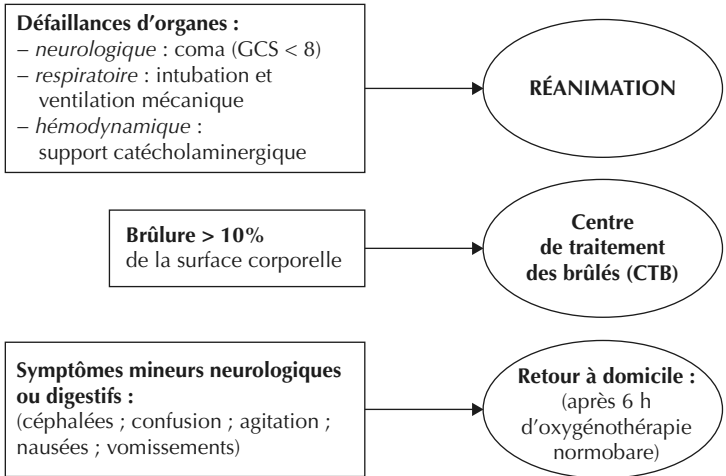 Défaillances d'organes :
– neurologique : coma (GCS < 8)
– respiratoire : intubation et
ventilation mécanique
– hémodynamique :
support catécholaminergique
RÉANIMATION
Brûlure > 10%
de la surface corporelle
Centre
de traitement
des brûlés (CTB)
Symptômes mineurs neurologiques
ou digestifs :
(céphalées ; confusion ; agitation ;
nausées ; vomissements)
Retour à domicile :
(après 6 h
d'oxygénothérapie
normobare)